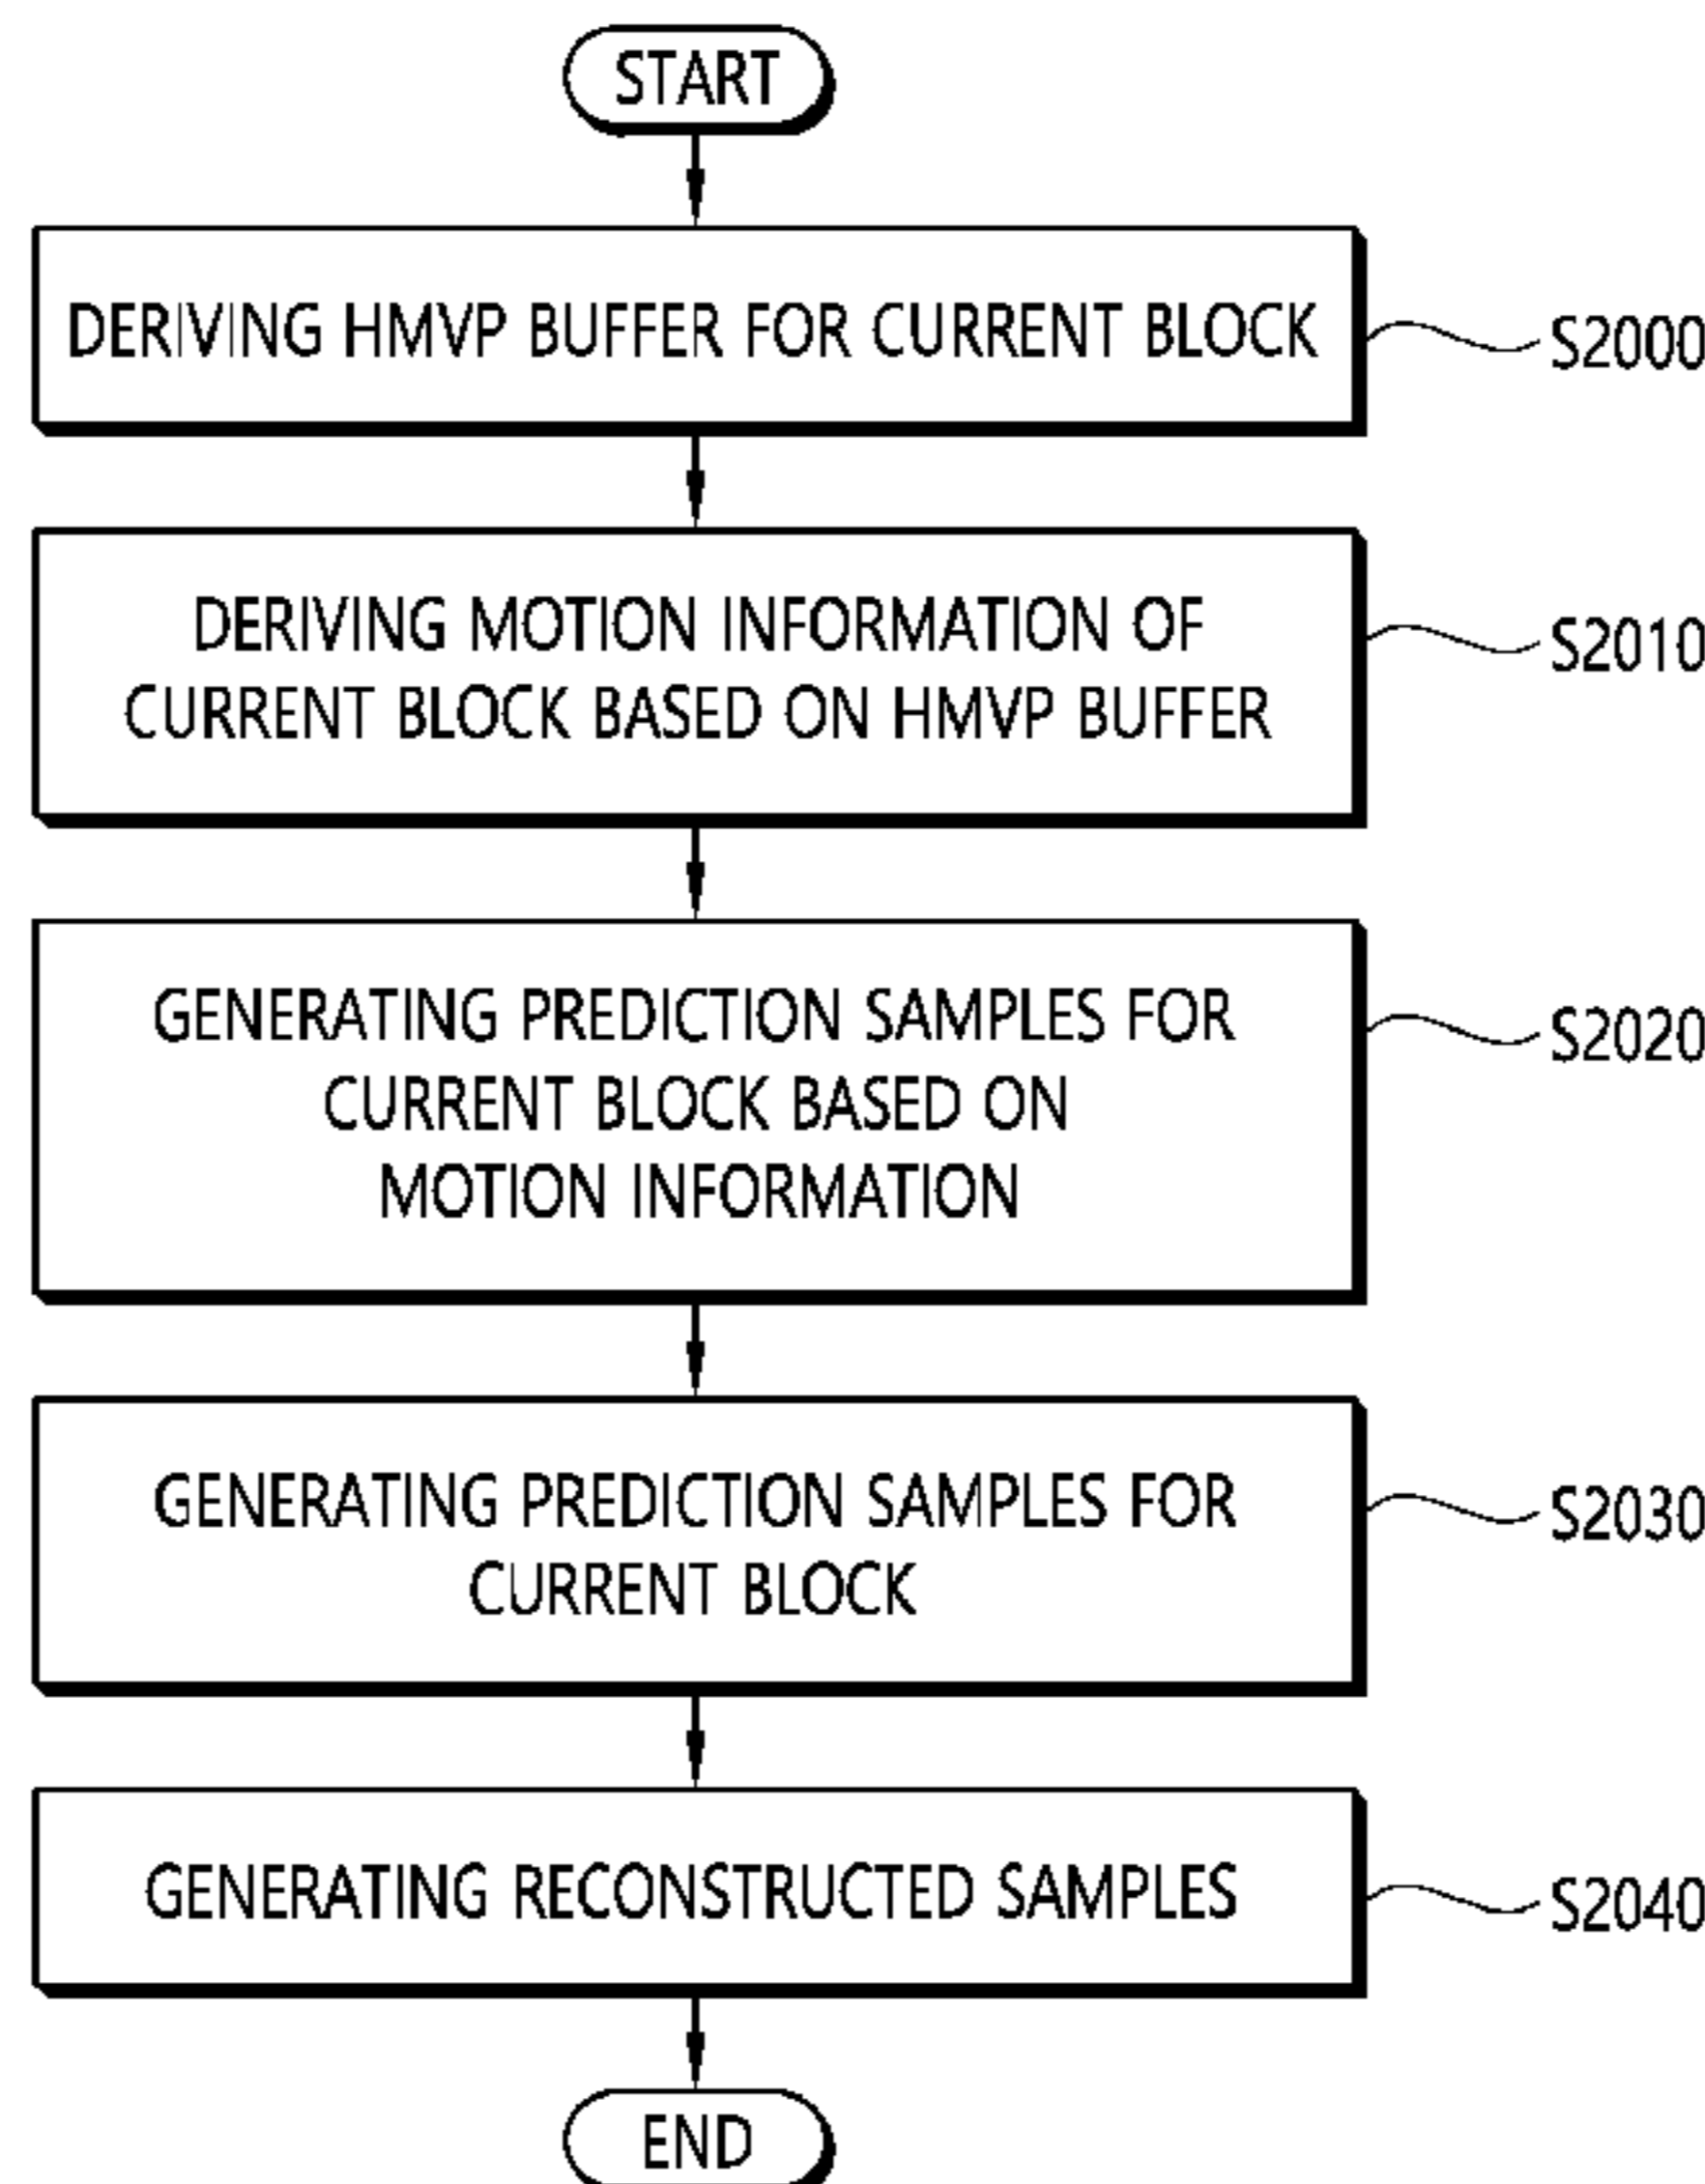 START
DERIVING HMVP BUFFER FOR CURRENT BLOCK
S2000
DERIVING MOTION INFORMATION OF
CURRENT BLOCK BASED ON HMVP BUFFER
S2010
GENERATING PREDICTION SAMPLES FOR
CURRENT BLOCK BASED ON
MOTION INFORMATION
S2020
GENERATING PREDICTION SAMPLES FOR
CURRENT BLOCK
S2030
GENERATING RECONSTRUCTED SAMPLES
S2040
END